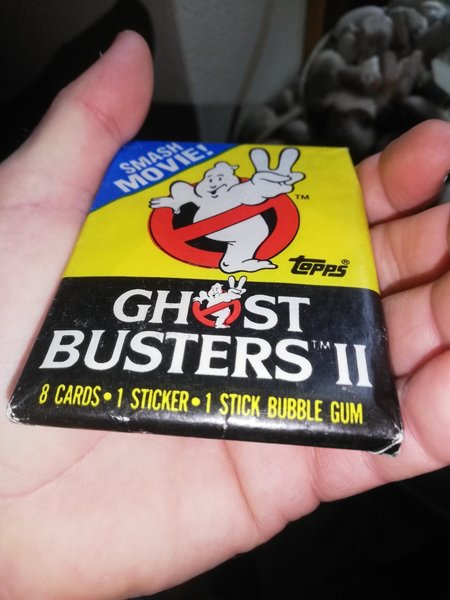 SMASH
MOVIE!
TM
TOPPS®
GHOST
BUSTERS™ II
8 CARDS • 1 STICKER • 1 STICK BUBBLE GUM